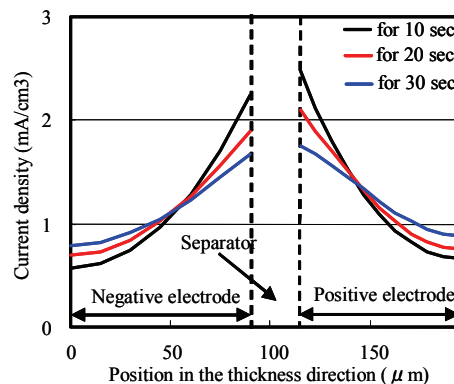 for 10 sec
for 20 sec
for 30 sec
Current density (mA/cm3)
3
2
1
0
Separator
Negative electrode
Positive electrode
0 50 100 150
Position in the thickness direction ( μ m)